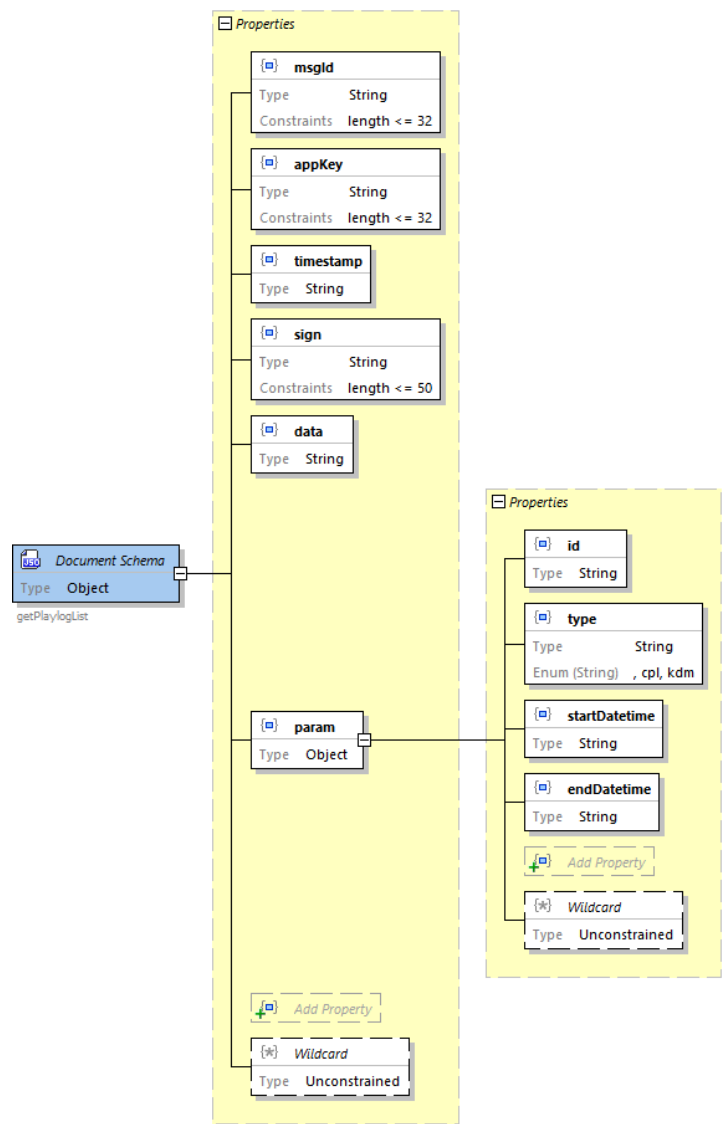 Properties
msgId
Type String
Constraints length <= 32
appKey
Type String
Constraints length <= 32
timestamp
Type String
sign
Type String
Constraints length <= 50
data
Type String
JSO
Document Schema
Type Object
getPlaylogList
param
Type Object
Properties
id
Type String
type
Type String
Enum (String) , cpl, kdm
startDatetime
Type String
endDatetime
Type String
Add Property
{*} Wildcard
Type Unconstrained
Add Property
{*} Wildcard
Type Unconstrained